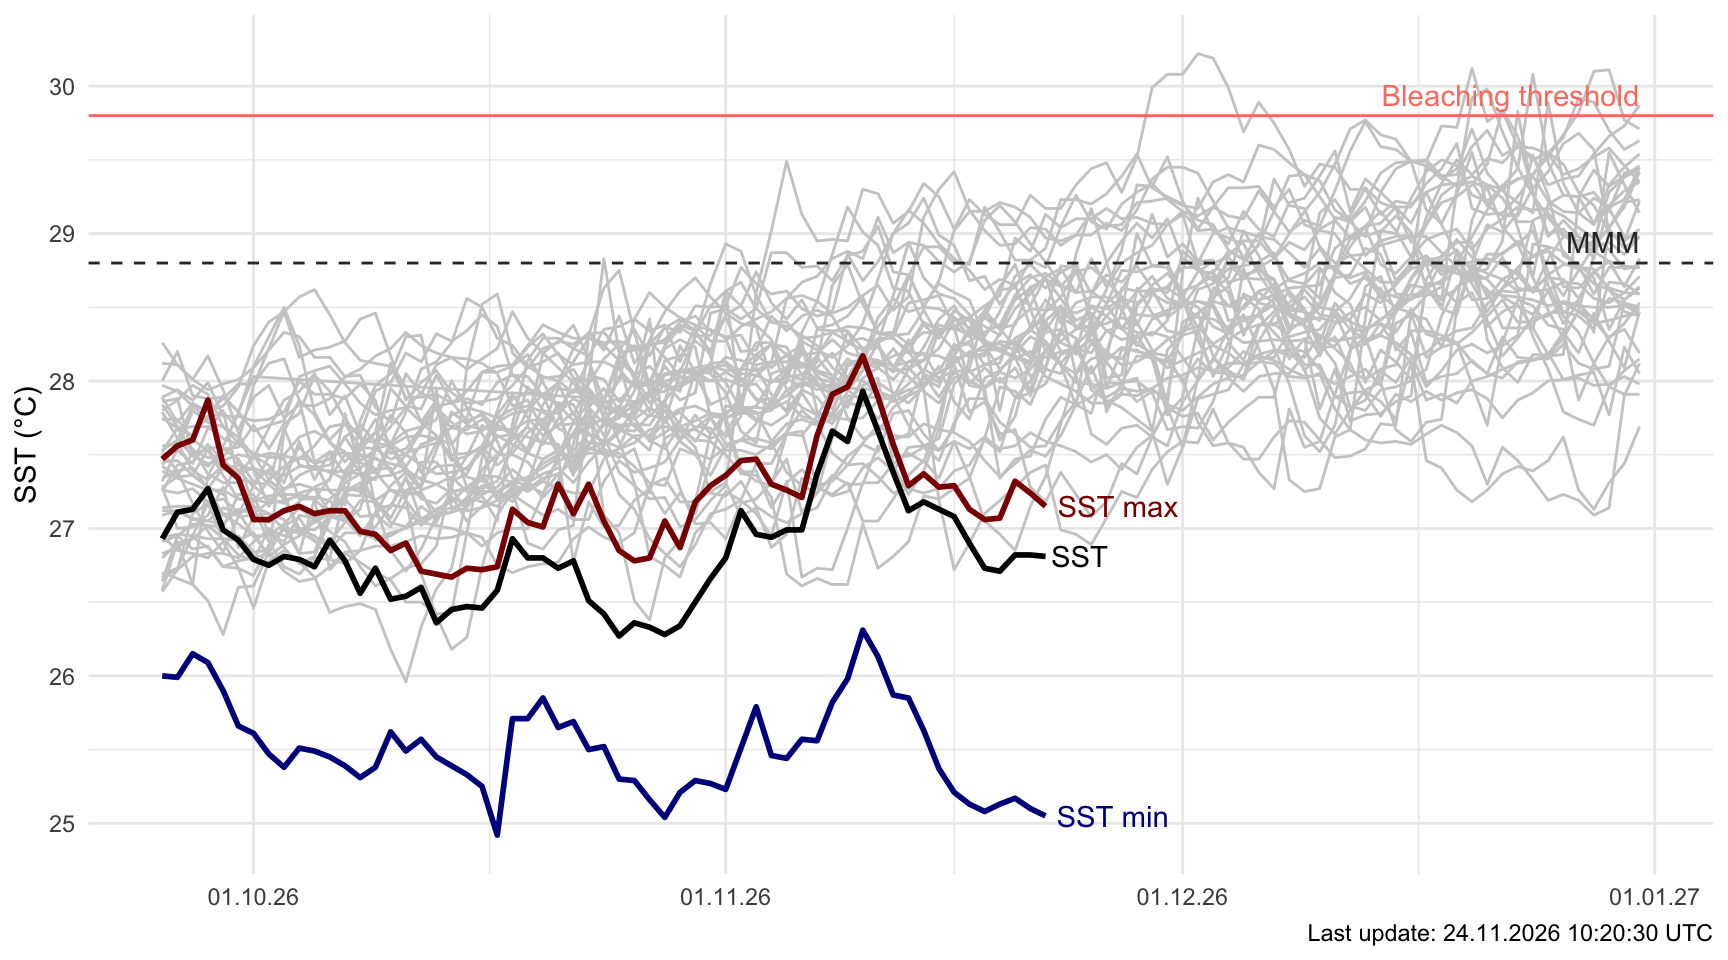 30
29
28
27
26
25
SST (°C)
Bleaching threshold
MMM
SST max
SST
SST min
01.10.26
01.11.26
01.12.26
01.01.27
Last update: 24.11.2026 10:20:30 UTC